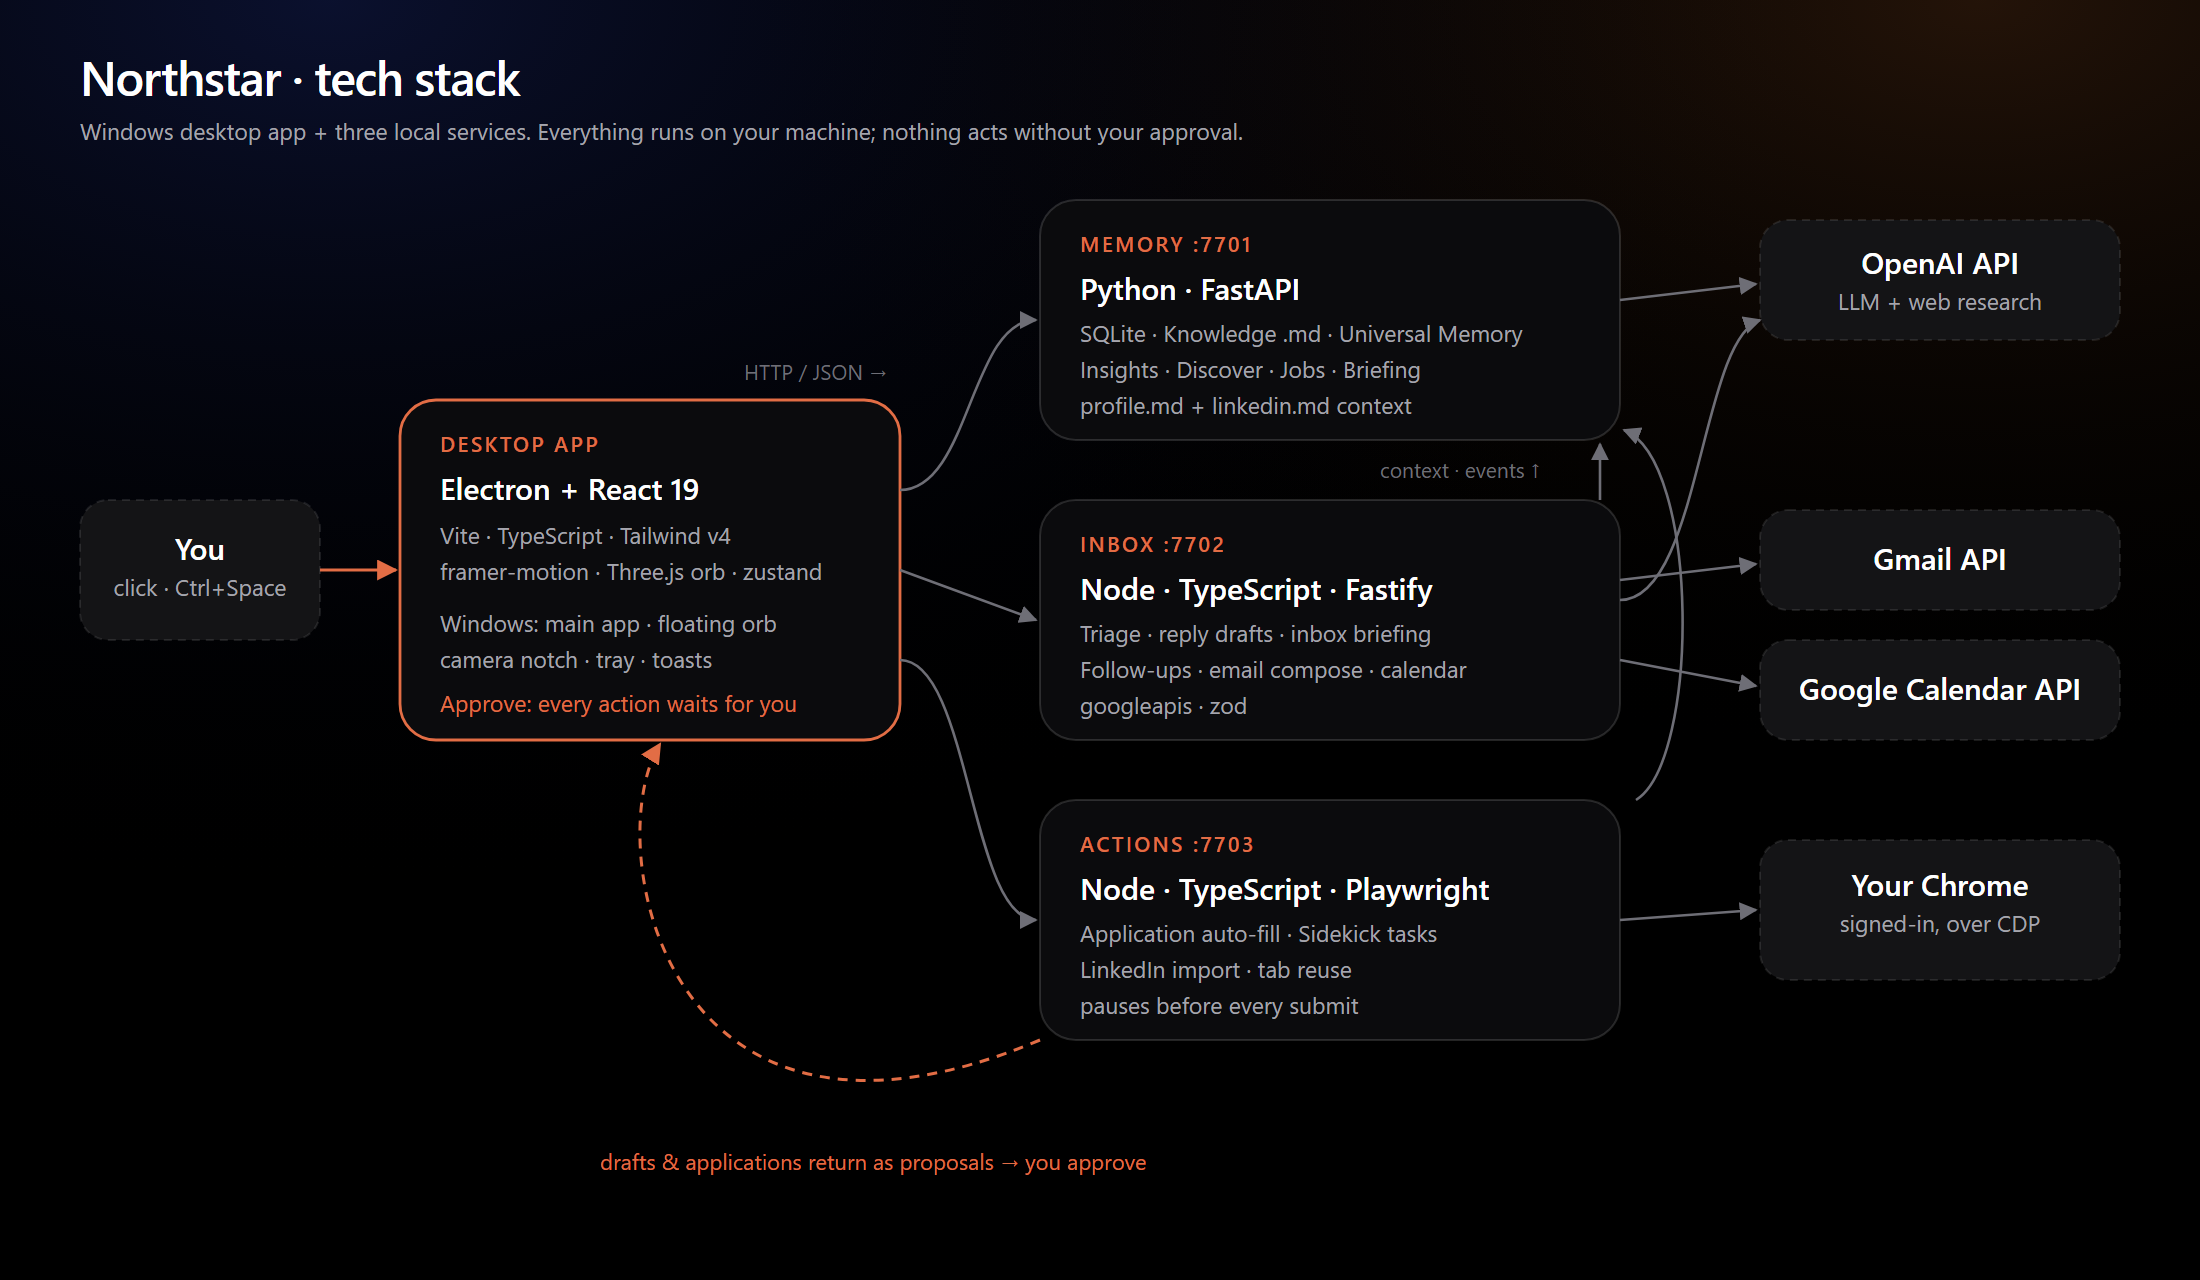 Northstar · tech stack
Windows desktop app + three local services. Everything runs on your machine; nothing acts without your approval.
You
click · Ctrl+Space
HTTP / JSON →
DESKTOP APP
Electron + React 19
Vite · TypeScript · Tailwind v4
framer-motion · Three.js orb · zustand
Windows: main app · floating orb
camera notch · tray · toasts
Approve: every action waits for you
MEMORY :7701
Python · FastAPI
SQLite · Knowledge .md · Universal Memory
Insights · Discover · Jobs · Briefing
profile.md + linkedin.md context
context · events ↑
INBOX :7702
Node · TypeScript · Fastify
Triage · reply drafts · inbox briefing
Follow-ups · email compose · calendar
googleapis · zod
ACTIONS :7703
Node · TypeScript · Playwright
Application auto-fill · Sidekick tasks
LinkedIn import · tab reuse
pauses before every submit
OpenAI API
LLM + web research
Gmail API
Google Calendar API
Your Chrome
signed-in, over CDP
drafts & applications return as proposals → you approve